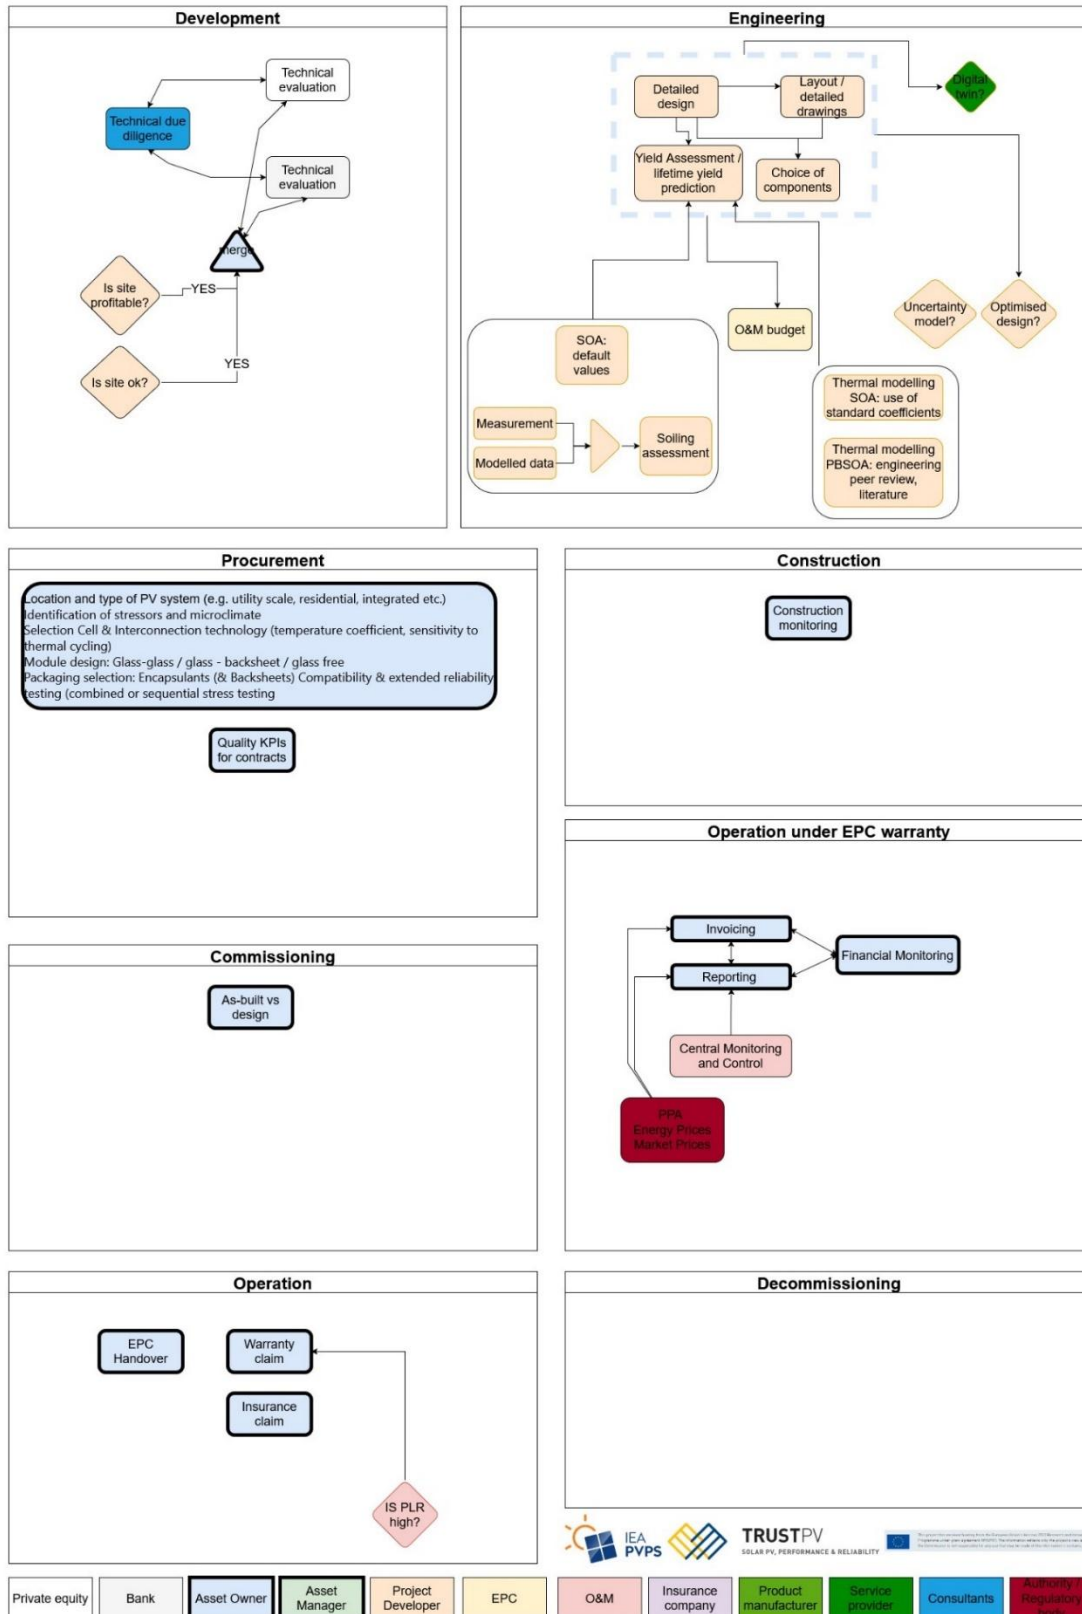 Development
Technical
evaluation
Technical due
diligence
Technical
evaluation
merge
Is site
profitable?
YES
YES
Is site ok?
Engineering
Detailed
design
Layout /
detailed
drawings
Digital
twin?
Yield Assessment /
lifetime yield
prediction
Choice of
components
SOA:
default
values
O&M budget
Uncertainty
model?
Optimised
design?
Measurement
Modelled data
Soiling
assessment
Thermal modelling
SOA: use of
standard coefficients
Thermal modelling
PBSOA: engineering
peer review,
literature
Procurement
Location and type of PV system (e.g. utility scale, residential, integrated etc.)
Identification of stressors and microclimate
Selection Cell & Interconnection technology (temperature coefficient, sensitivity to
thermal cycling)
Module design: Glass-glass / glass - backsheet / glass free
Packaging selection: Encapsulants (& Backsheets) Compatibility & extended reliability
testing (combined or sequential stress testing
Quality KPIs
for contracts
Construction
Construction
monitoring
Operation under EPC warranty
Invoicing
Reporting
Financial Monitoring
Central Monitoring
and Control
PPA
Energy Prices
Market Prices
Commissioning
As-built vs
design
Operation
EPC
Handover
Warranty
claim
Insurance
claim
IS PLR
high?
Decommissioning
IEA
PVPS
TRUSTPV
SOLAR PV, PERFORMANCE & RELIABILITY
Private equity
Bank
Asset Owner
Asset
Manager
Project
Developer
EPC
O&M
Insurance
company
Product
manufacturer
Service
provider
Consultants
Authority /
Regulatory